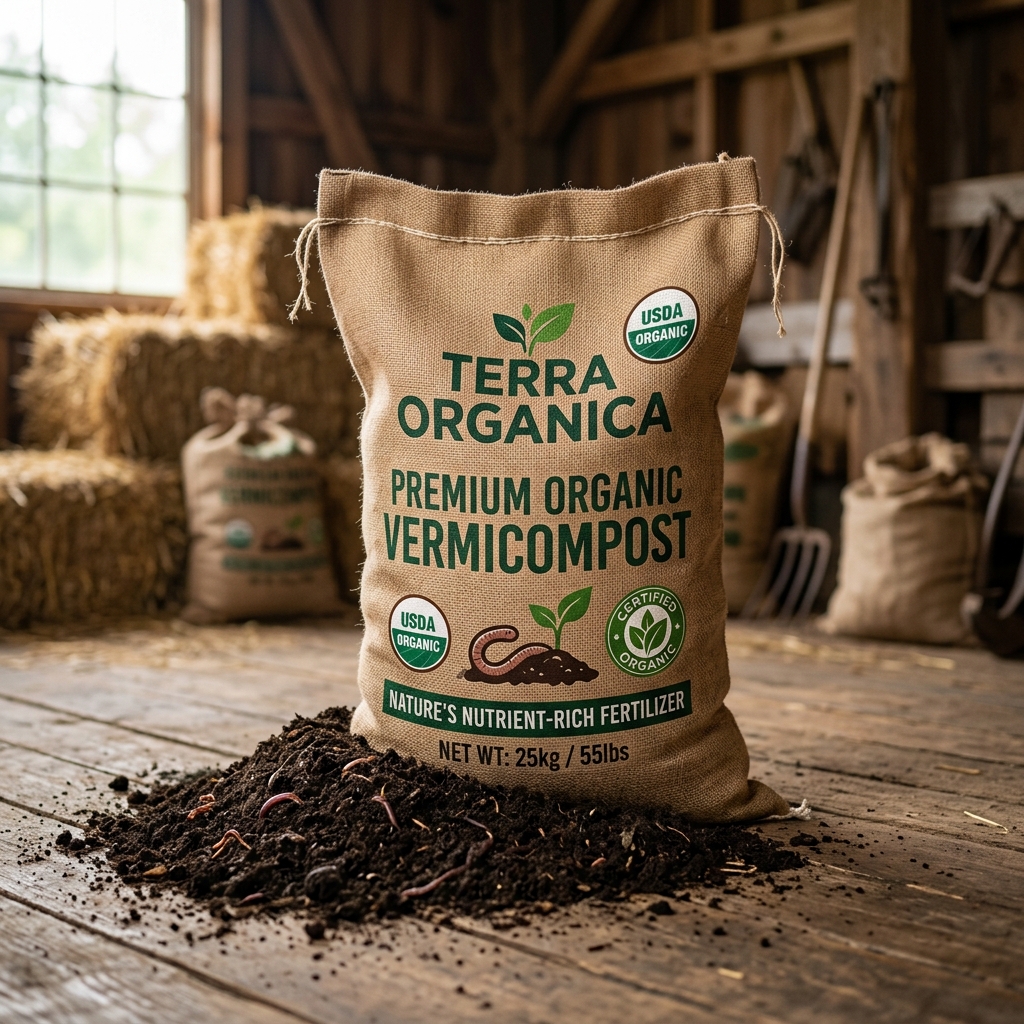 USDA
ORGANIC
TERRA
ORGANICA
PREMIUM ORGANIC
VERMICOMPOST
USDA
ORGANIC
CERTIFIED
ORGANIC
NATURE'S NUTRIENT-RICH FERTILIZER
NET WT: 25kg / 55lbs
VERMICOMPOST